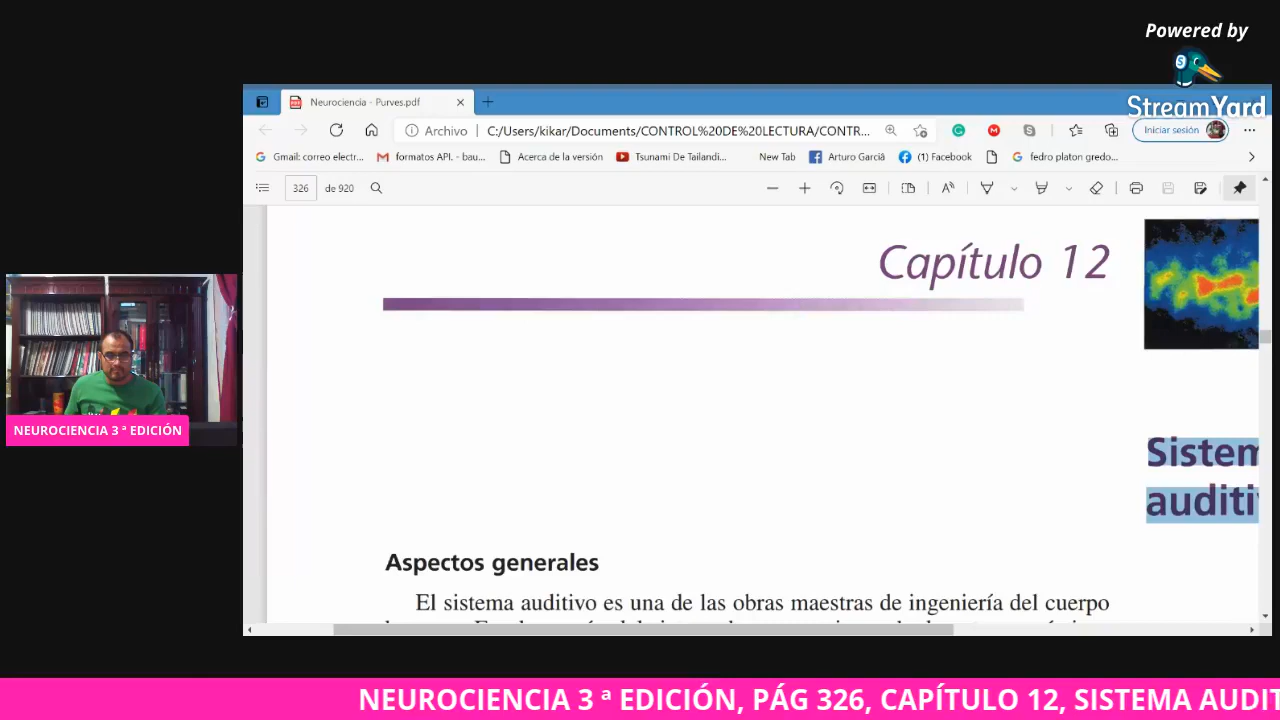 Powered by
StreamYard
Neurociencia - Purves.pdf
Archivo
C:/Users/kikar/Documents/CONTROL%20DE%20LECTURA/CONTR...
Iniciar sesión
Gmail: correo electr...
formatos API. - bau...
Acerca de la versión
Tsunami De Tailandi...
New Tab
Arturo Garciá
(1) Facebook
fedro platon gredo...
326
de 920
Capítulo 12
Sistem
auditiv
Aspectos generales
El sistema auditivo es una de las obras maestras de ingeniería del cuerpo
NEUROCIENCIA 3 ª EDICIÓN
NEUROCIENCIA 3 ª EDICIÓN, PÁG 326, CAPÍTULO 12, SISTEMA AUDIT